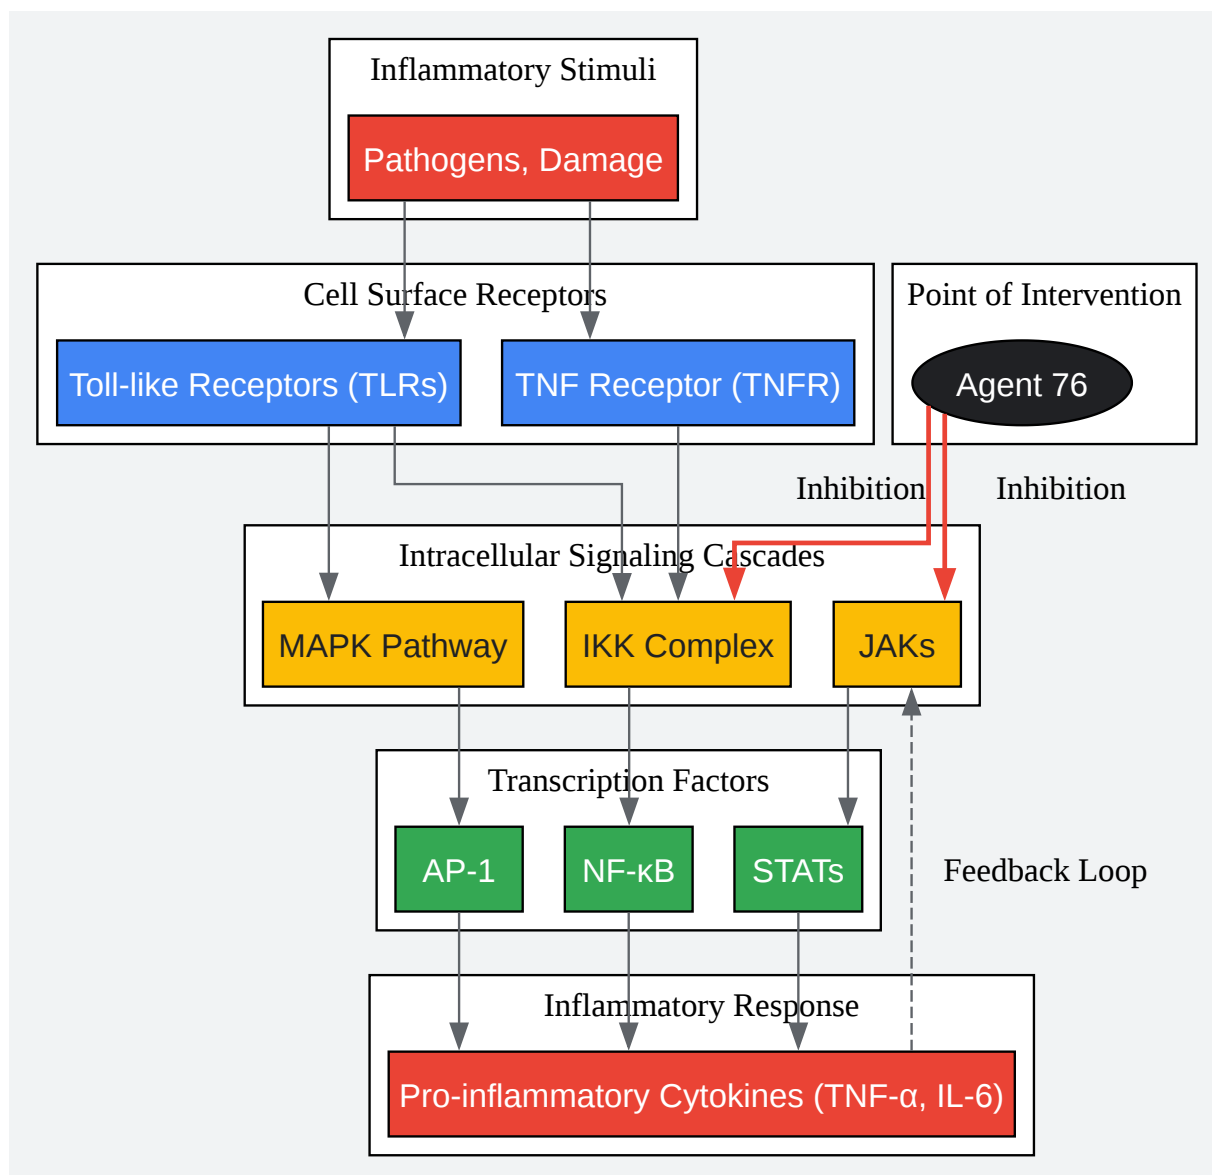 Inflammatory Stimuli
Pathogens, Damage
Cell Surface Receptors
Point of Intervention
Toll-like Receptors (TLRs)
TNF Receptor (TNFR)
Agent 76
Inhibition
Inhibition
Intracellular Signaling Cascades
MAPK Pathway
IKK Complex
JAKs
Transcription Factors
AP-1
NF-κB
STATs
Feedback Loop
Inflammatory Response
Pro-inflammatory Cytokines (TNF-α, IL-6)